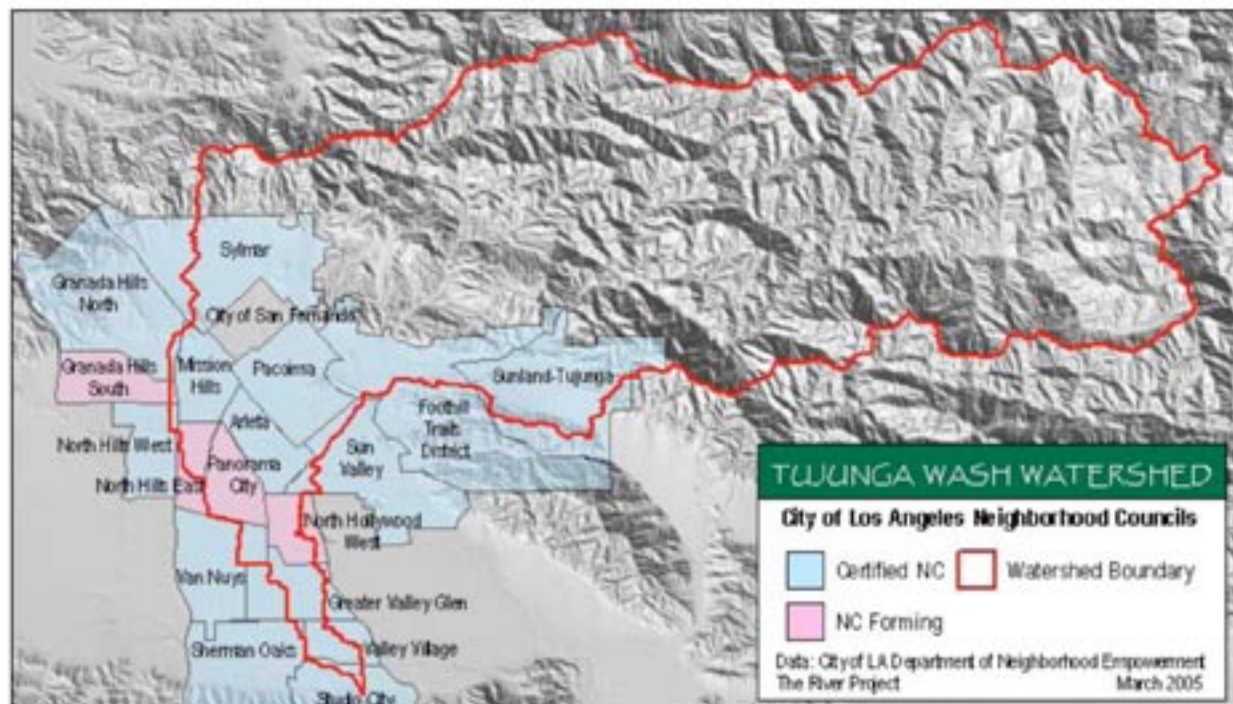 Sylmar
Granada Hills
North
City of San Fernando
Granada Hills
South
Mission
Hills
Pacoima
Sunland-Tujunga
Arleta
Foothill
Trails
District
North Hills West
Sun
Valley
Panorama
City
North Hills East
North Hollywood
West
Van Nuys
Greater Valley Glen
Sherman Oaks
Valley Village
Studio City
TUJUNGA WASH WATERSHED
City of Los Angeles Neighborhood Councils
Certified NC
Watershed Boundary
NC Forming
Data: City of LA Department of Neighborhood Empowerment
The River Project
March 2005